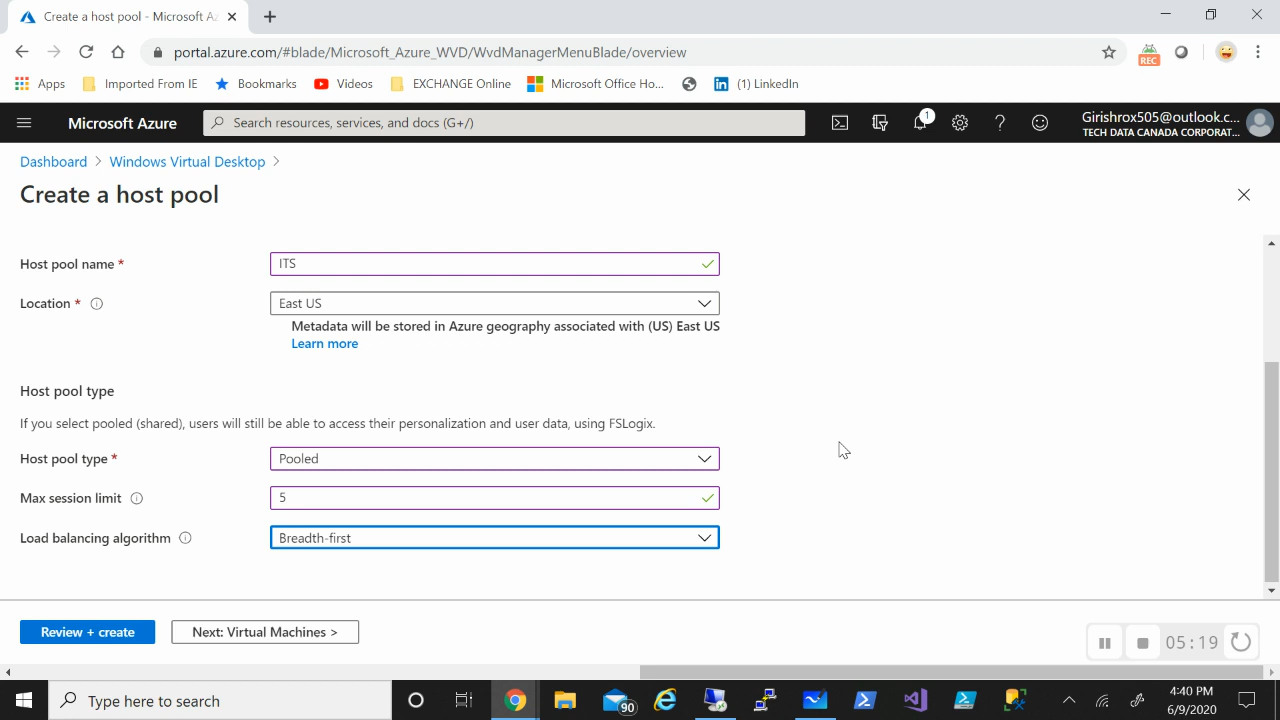 Create a host pool - Microsoft Az
portal.azure.com/#blade/Microsoft_Azure_WVD/WvdManagerMenuBlade/overview
REC
Apps Imported From IE Bookmarks Videos EXCHANGE Online Microsoft Office Ho... (1) LinkedIn
Microsoft Azure Search resources, services, and docs (G+/) 1 Girishrox505@outlook.c...
TECH DATA CANADA CORPORAT...
Dashboard > Windows Virtual Desktop >
Create a host pool
Host pool name * ITS
Location * East US
Metadata will be stored in Azure geography associated with (US) East US
Learn more
Host pool type
If you select pooled (shared), users will still be able to access their personalization and user data, using FSLogix.
Host pool type * Pooled
Max session limit 5
Load balancing algorithm Breadth-first
Review + create Next: Virtual Machines >
05:19
Type here to search 90 4:40 PM
6/9/2020